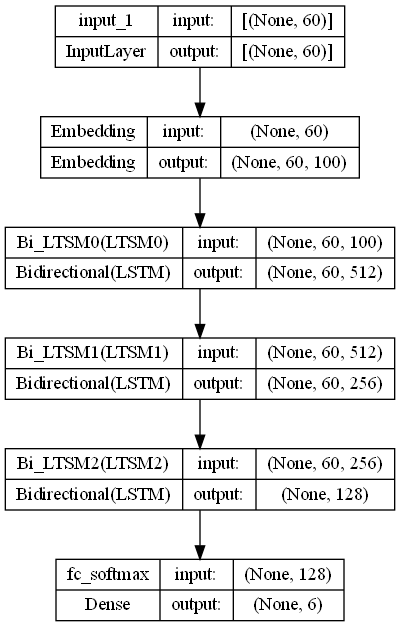 input_1 input: [(None, 60)]
InputLayer output: [(None, 60)]
Embedding input: (None, 60)
Embedding output: (None, 60, 100)
Bi_LTSM0(LTSM0) input: (None, 60, 100)
Bidirectional(LSTM) output: (None, 60, 512)
Bi_LTSM1(LTSM1) input: (None, 60, 512)
Bidirectional(LSTM) output: (None, 60, 256)
Bi_LTSM2(LTSM2) input: (None, 60, 256)
Bidirectional(LSTM) output: (None, 128)
fc_softmax input: (None, 128)
Dense output: (None, 6)